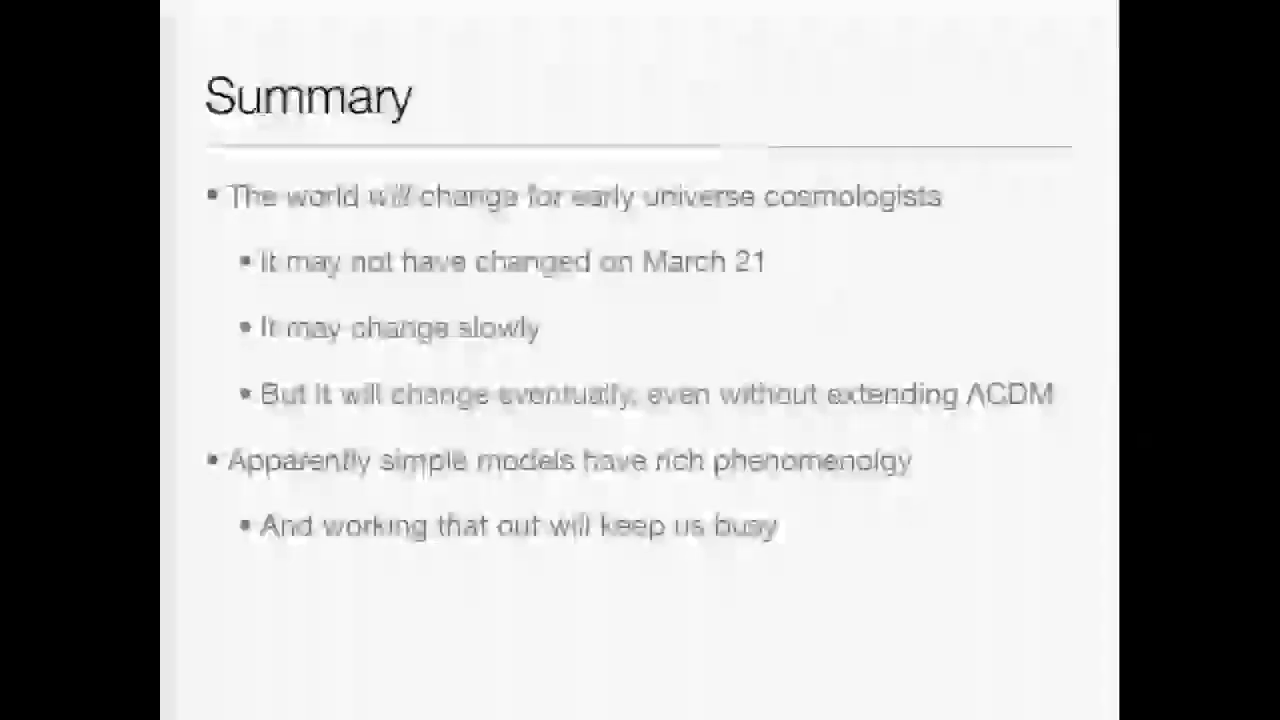 Summary
• The world will change for early universe cosmologists
• It may not have changed on March 21
• It may change slowly
• But it will change eventually, even without extending ΛCDM
• Apparently simple models have rich phenomenolgy
• And working that out will keep us busy